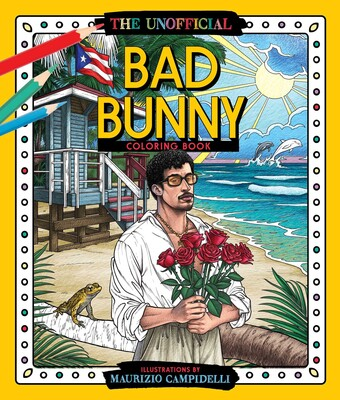 THE UNOFFICIAL
BAD
BUNNY
COLORING BOOK
ILLUSTRATIONS BY
MAURIZIO CAMPIDELLI